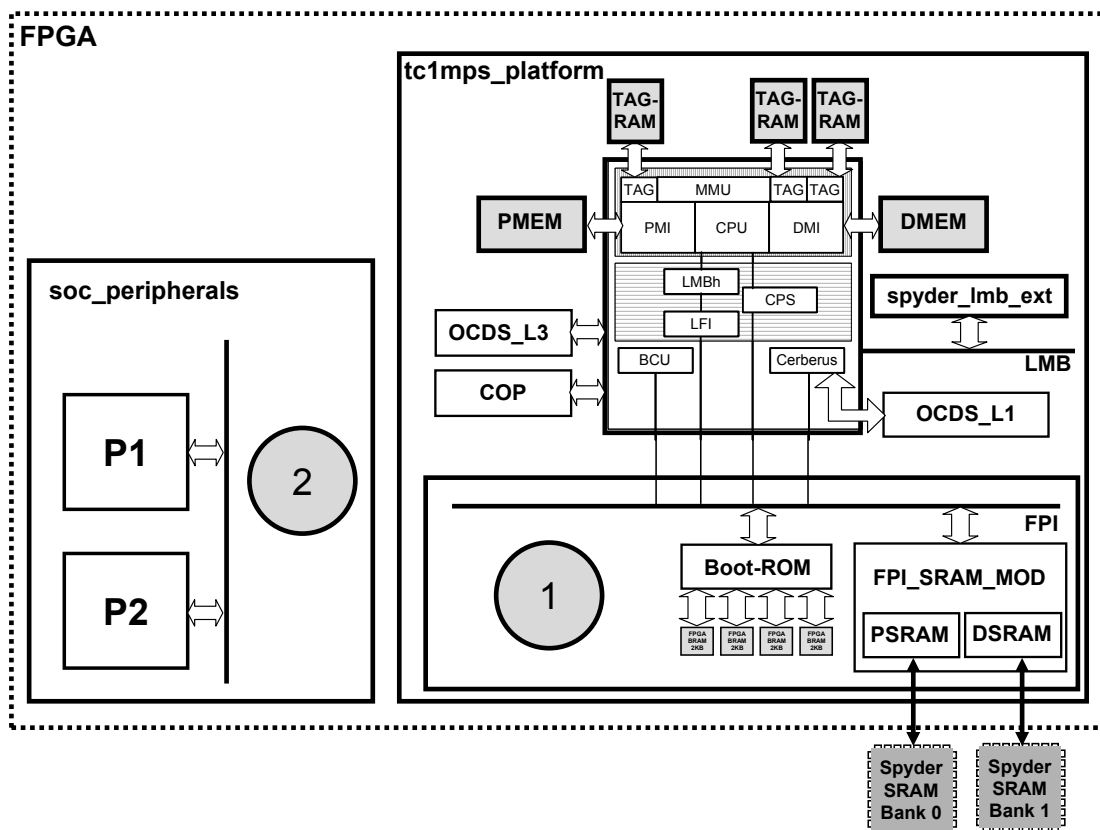 FPGA
tc1mps_platform
TAG-
RAM
TAG-
RAM
TAG-
RAM
TAG
MMU
TAG
TAG
PMEM
PMI
CPU
DMI
DMEM
soc_peripherals
LMBh
CPS
spyder_lmb_ext
OCDS_L3
LFI
LMB
BCU
Cerberus
COP
OCDS_L1
P1
2
FPI
P2
1
Boot-ROM
FPI_SRAM_MOD
FPGA
BRAM
2KB
FPGA
BRAM
2KB
FPGA
BRAM
2KB
FPGA
BRAM
2KB
PSRAM
DSRAM
Spyder
SRAM
Bank 0
Spyder
SRAM
Bank 1